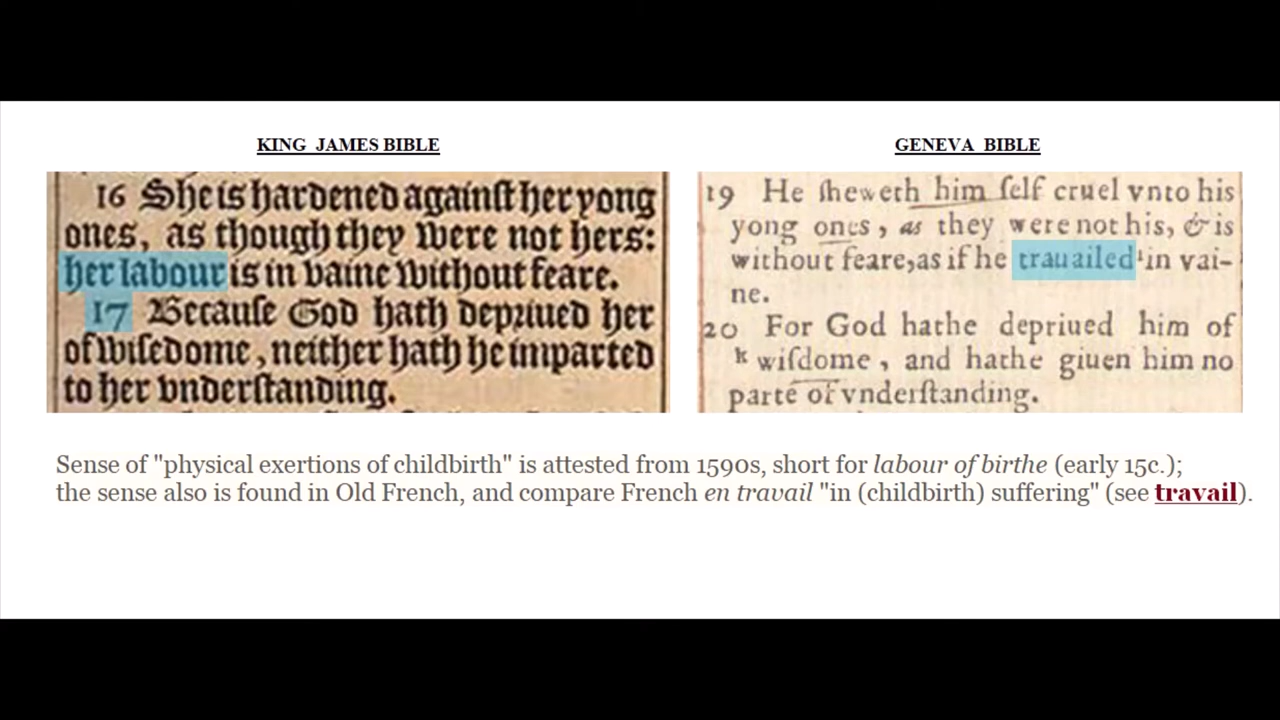 KING JAMES BIBLE
16 She is hardened againſt her yong
ones, as though they were not hers:
her labour is in vaine without feare.
17 Becauſe God hath depriued her
of wiſedome, neither hath he imparted
to her vnderſtanding.
GENEVA BIBLE
19 He ſheweth him ſelf cruel vnto his
yong ones, as they were not his, & is
without feare, as if he trauailed in vai-
ne.
20 For God hathe depriued him of
k wiſdome, and hathe giuen him no
parte of vnderſtanding.
Sense of "physical exertions of childbirth" is attested from 1590s, short for labour of birthe (early 15c.);
the sense also is found in Old French, and compare French en travail "in (childbirth) suffering" (see travail).